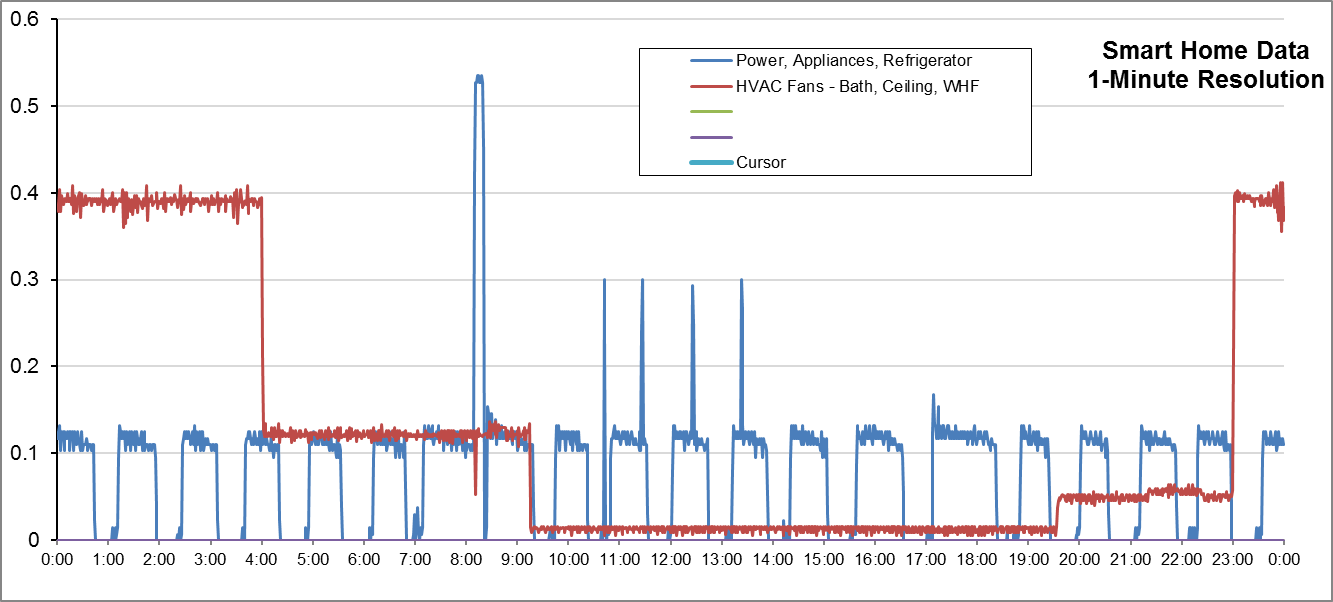 0.6
Smart Home Data
1-Minute Resolution
Power, Appliances, Refrigerator
HVAC Fans - Bath, Ceiling, WHF
Cursor
0.5
0.4
0.3
0.2
0.1
0
0:00 1:00 2:00 3:00 4:00 5:00 6:00 7:00 8:00 9:00 10:00 11:00 12:00 13:00 14:00 15:00 16:00 17:00 18:00 19:00 20:00 21:00 22:00 23:00 0:00